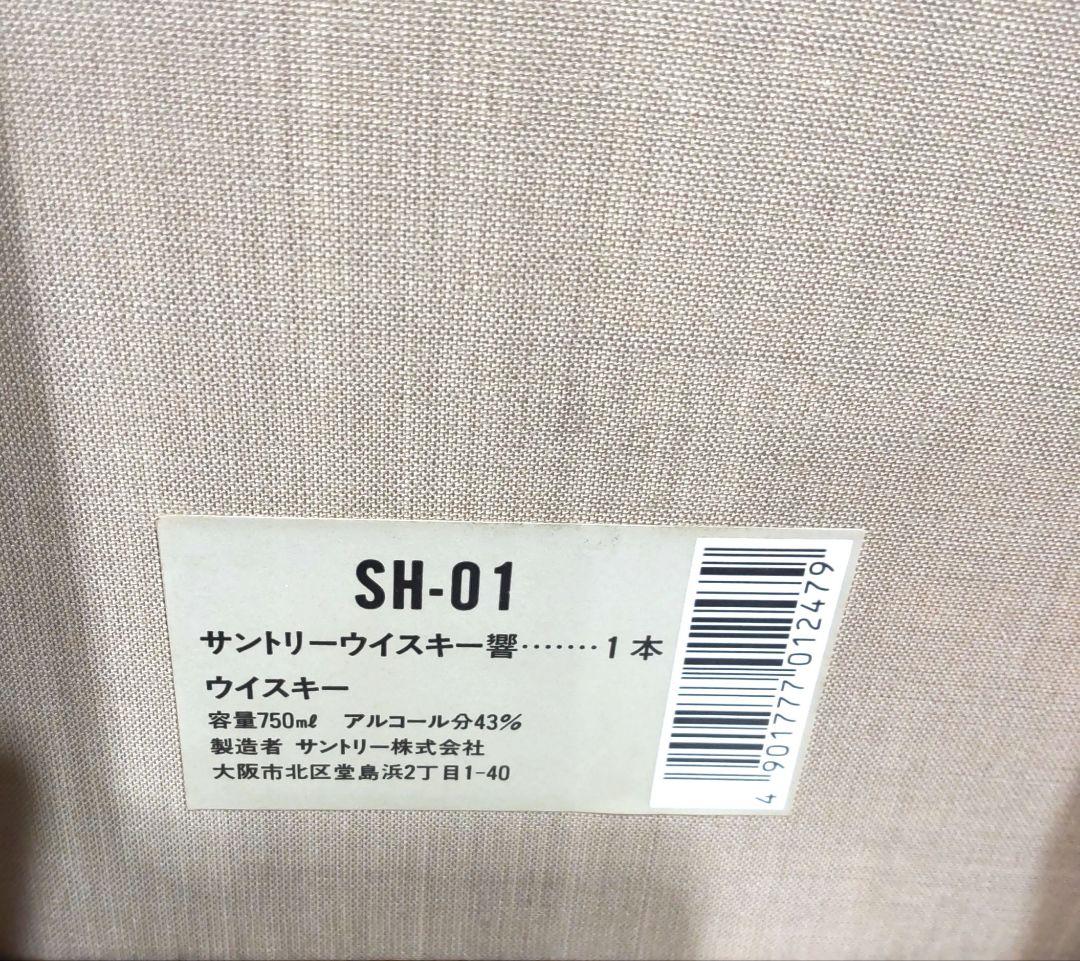 SH-01
サントリーウイスキー響‥‥‥‥1本
ウイスキー
容量750mℓ アルコール分43%
製造者 サントリー株式会社
大阪市北区堂島浜2丁目1-40
4 901777 012479